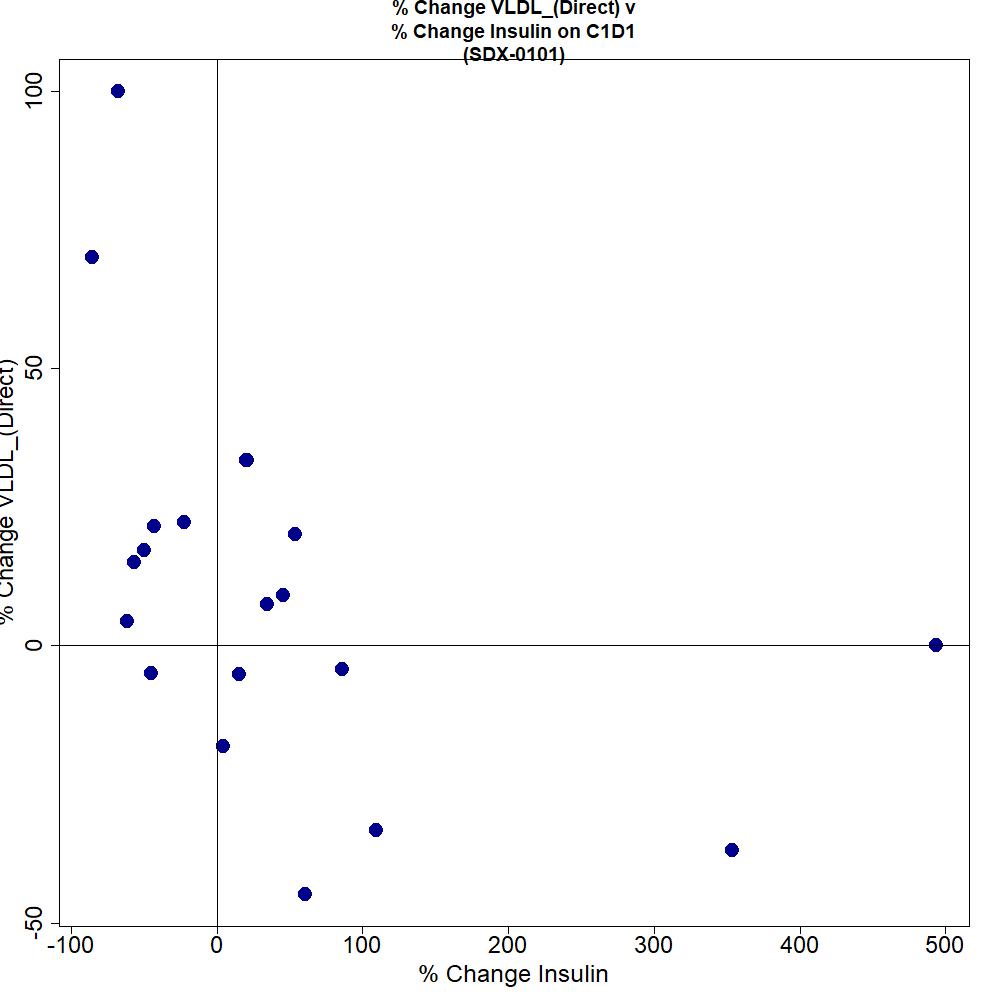 % Change VLDL_(Direct) v
% Change Insulin on C1D1
(SDX-0101)
100
50
0
-50
% Change VLDL_(Direct)
-100 0 100 200 300 400 500
% Change Insulin